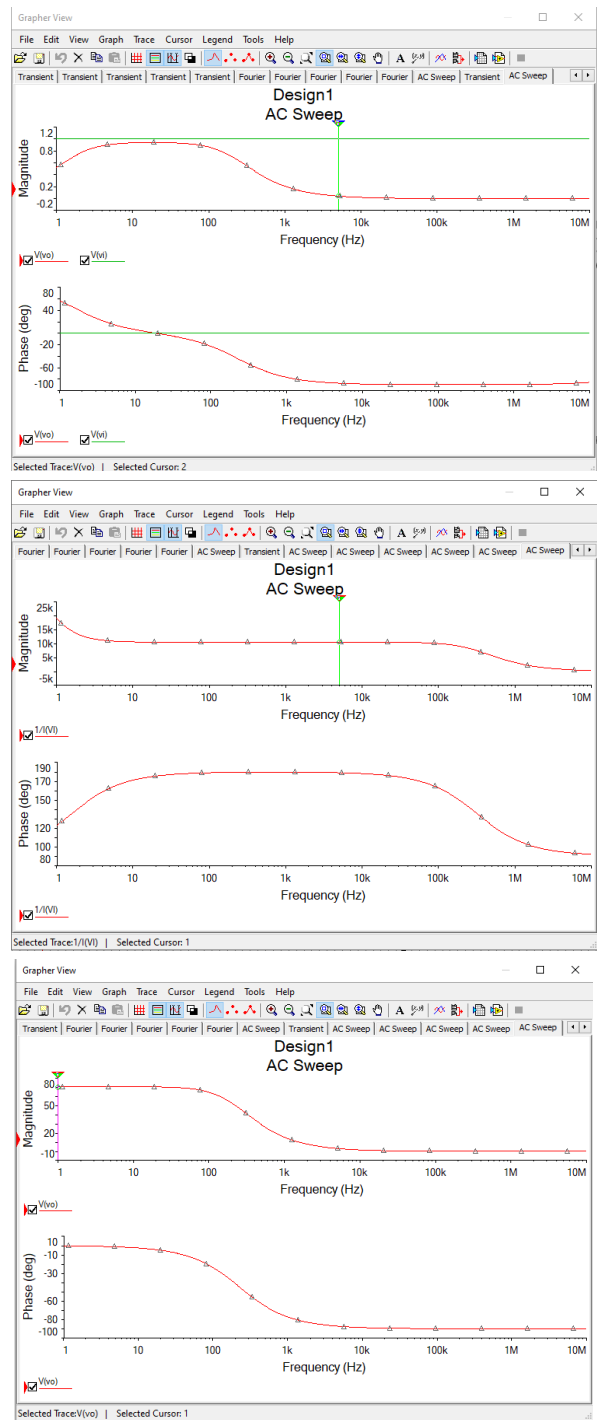 Grapher View
File Edit View Graph Trace Cursor Legend Tools Help
Transient Transient Transient Transient Transient Fourier Fourier Fourier Fourier Fourier AC Sweep Transient AC Sweep
Design1
AC Sweep
Magnitude
1.2
0.8
0.2
-0.2
1 10 100 1k 10k 100k 1M 10M
Frequency (Hz)
V(vo) V(vi)
Phase (deg)
80
40
-20
-60
-100
1 10 100 1k 10k 100k 1M 10M
Frequency (Hz)
V(vo) V(vi)
Selected Trace:V(vo) | Selected Cursor: 2
Grapher View
File Edit View Graph Trace Cursor Legend Tools Help
Fourier Fourier Fourier Fourier Fourier AC Sweep Transient AC Sweep AC Sweep AC Sweep AC Sweep AC Sweep AC Sweep
Design1
AC Sweep
Magnitude
25k
15k
10k
5k
-5k
1 10 100 1k 10k 100k 1M 10M
Frequency (Hz)
1/I(VI)
Phase (deg)
190
170
150
120
100
80
1 10 100 1k 10k 100k 1M 10M
Frequency (Hz)
1/I(VI)
Selected Trace:1/I(VI) | Selected Cursor: 1
Grapher View
File Edit View Graph Trace Cursor Legend Tools Help
Transient Fourier Fourier Fourier Fourier Fourier AC Sweep Transient AC Sweep AC Sweep AC Sweep AC Sweep AC Sweep
Design1
AC Sweep
Magnitude
80
50
20
-10
1 10 100 1k 10k 100k 1M 10M
Frequency (Hz)
V(vo)
Phase (deg)
10
-10
-30
-60
-80
-100
1 10 100 1k 10k 100k 1M 10M
Frequency (Hz)
V(vo)
Selected Trace:V(vo) | Selected Cursor: 1